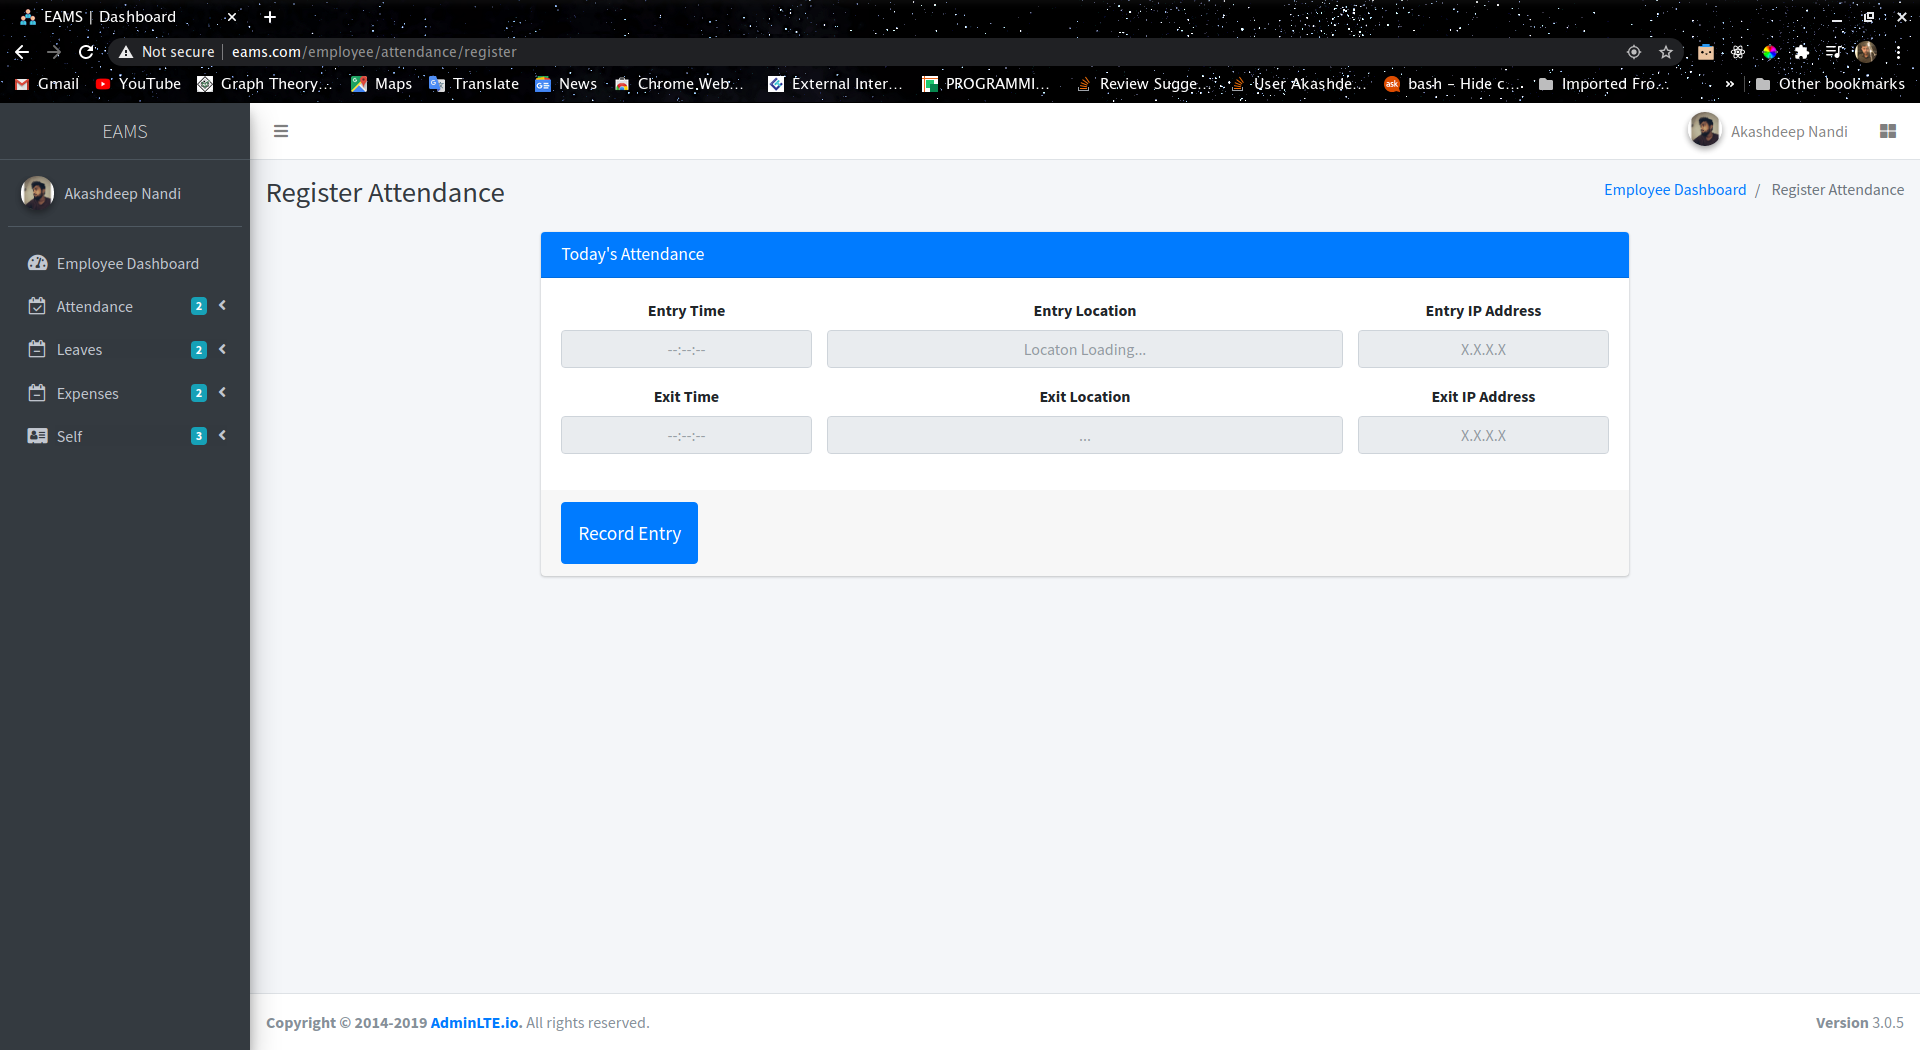 EAMS | Dashboard
Not secure | eams.com/employee/attendance/register
Gmail YouTube Graph Theory... Maps Translate News Chrome Web... External Inter... PROGRAMMI... Review Sugge... User Akashde... ask bash – Hide c... Imported Fro... » Other bookmarks
EAMS
Akashdeep Nandi
Akashdeep Nandi
Register Attendance
Employee Dashboard / Register Attendance
Employee Dashboard
Attendance 2
Leaves 2
Expenses 2
Self 3
Today's Attendance
Entry Time Entry Location Entry IP Address
--:--:-- Locaton Loading... X.X.X.X
Exit Time Exit Location Exit IP Address
--:--:-- ... X.X.X.X
Record Entry
Copyright © 2014-2019 AdminLTE.io. All rights reserved.
Version 3.0.5